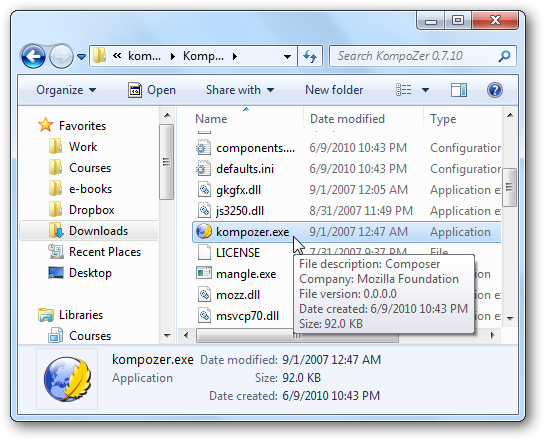 « kom... ▸ Komp... ▸
Search KompoZer 0.7.10
Organize Open Share with New folder
Favorites
Work
Courses
e-books
Dropbox
Downloads
Recent Places
Desktop
Libraries
Courses
Name Date modified Type
components.... 6/9/2010 10:43 PM Configuration
defaults.ini 6/9/2010 10:43 PM Configuration
gkgfx.dll 9/1/2007 12:05 AM Application ex
js3250.dll 8/31/2007 11:49 PM Application ex
kompozer.exe 9/1/2007 12:47 AM Application
LICENSE 7/31/2007 9:37 PM File
mangle.exe
mozz.dll
msvcp70.dll
File description: Composer
Company: Mozilla Foundation
File version: 0.0.0.0
Date created: 6/9/2010 10:43 PM
Size: 92.0 KB
kompozer.exe Date modified: 9/1/2007 12:47 AM
Application Size: 92.0 KB
Date created: 6/9/2010 10:43 PM